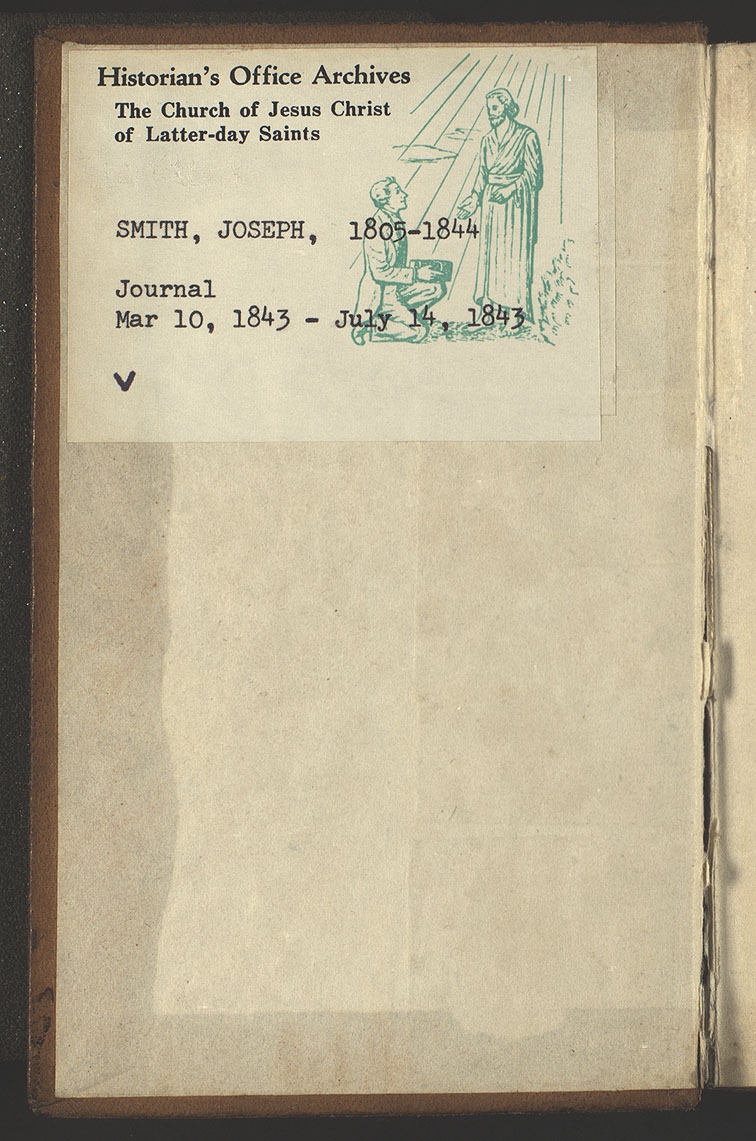 Historian's Office Archives
The Church of Jesus Christ
of Latter-day Saints
SMITH, JOSEPH, 1805-1844
Journal
Mar 10, 1843 - July 14, 1843
v